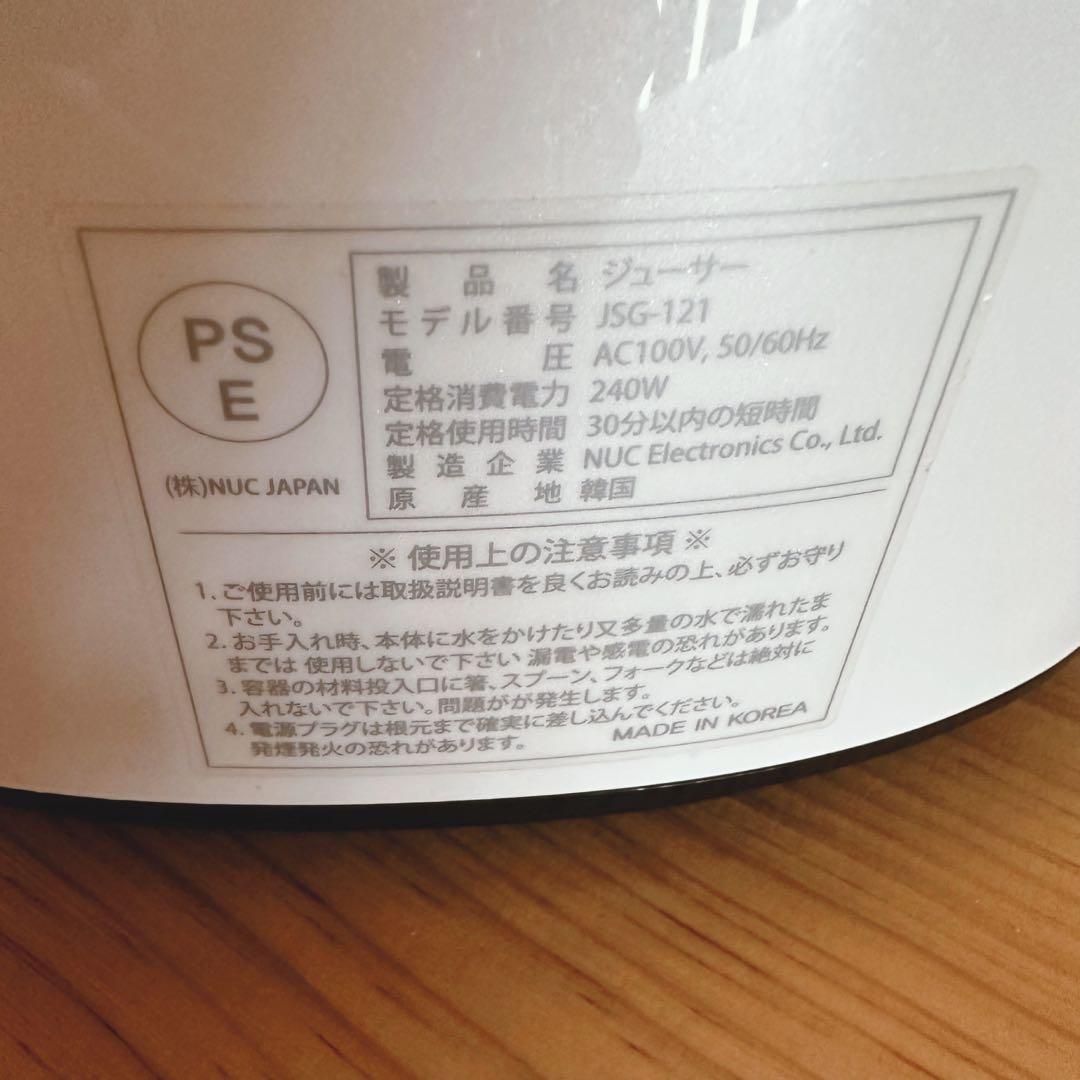 PS
E
(株)NUC JAPAN
製品名 ジューサー
モデル番号 JSG-121
電圧 AC100V, 50/60Hz
定格消費電力 240W
定格使用時間 30分以内の短時間
製造企業 NUC Electronics Co., Ltd.
原産地 韓国
※ 使用上の注意事項 ※
1. ご使用前には取扱説明書を良くお読みの上、必ずお守り
下さい。
2. お手入れ時、本体に水をかけたり又多量の水で濡れたま
までは 使用しないで下さい 漏電や感電の恐れがあります。
3. 容器の材料投入口に箸、スプーン、フォークなどは絶対に
入れないで下さい。問題がが発生します。
4. 電源プラグは根元まで確実に差し込んでください。
発煙発火の恐れがあります。
MADE IN KOREA